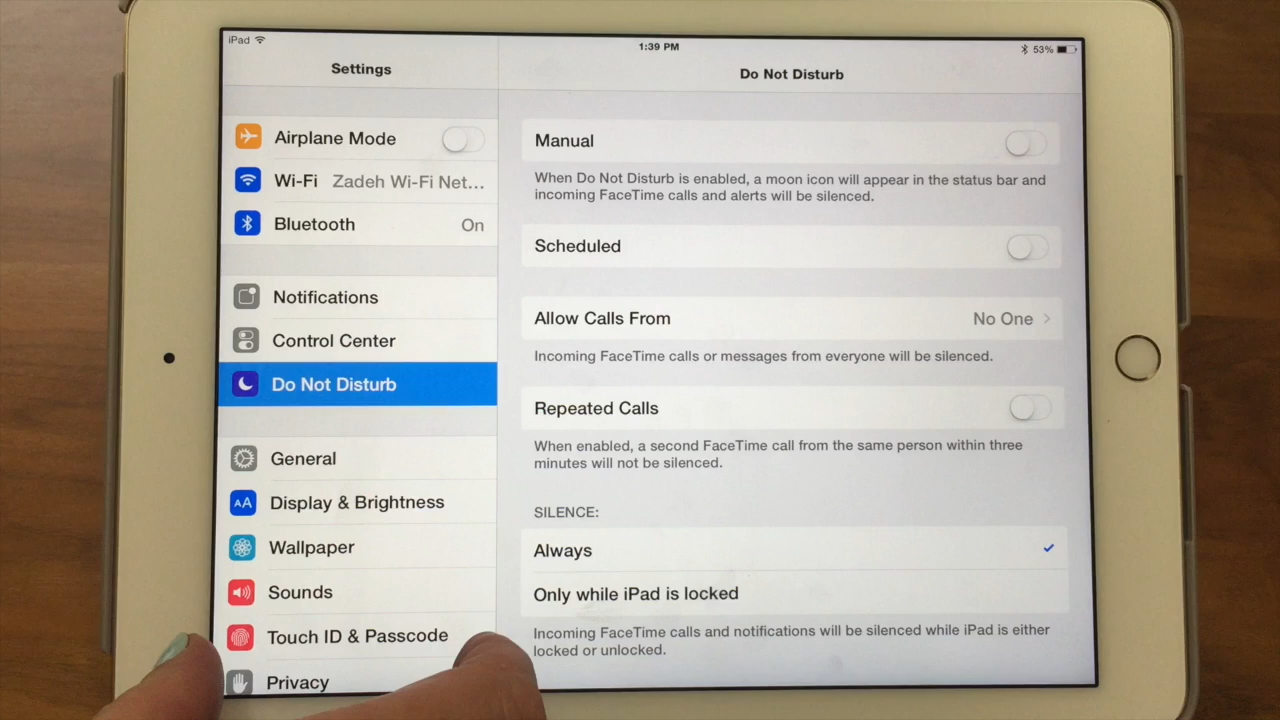 iPad
1:39 PM
53%
Settings
Do Not Disturb
Airplane Mode
Wi-Fi Zadeh Wi-Fi Net...
Bluetooth On
Notifications
Control Center
Do Not Disturb
General
AA Display & Brightness
Wallpaper
Sounds
Touch ID & Passcode
Privacy
Manual
When Do Not Disturb is enabled, a moon icon will appear in the status bar and
incoming FaceTime calls and alerts will be silenced.
Scheduled
Allow Calls From No One
Incoming FaceTime calls or messages from everyone will be silenced.
Repeated Calls
When enabled, a second FaceTime call from the same person within three
minutes will not be silenced.
SILENCE:
Always
Only while iPad is locked
Incoming FaceTime calls and notifications will be silenced while iPad is either
locked or unlocked.